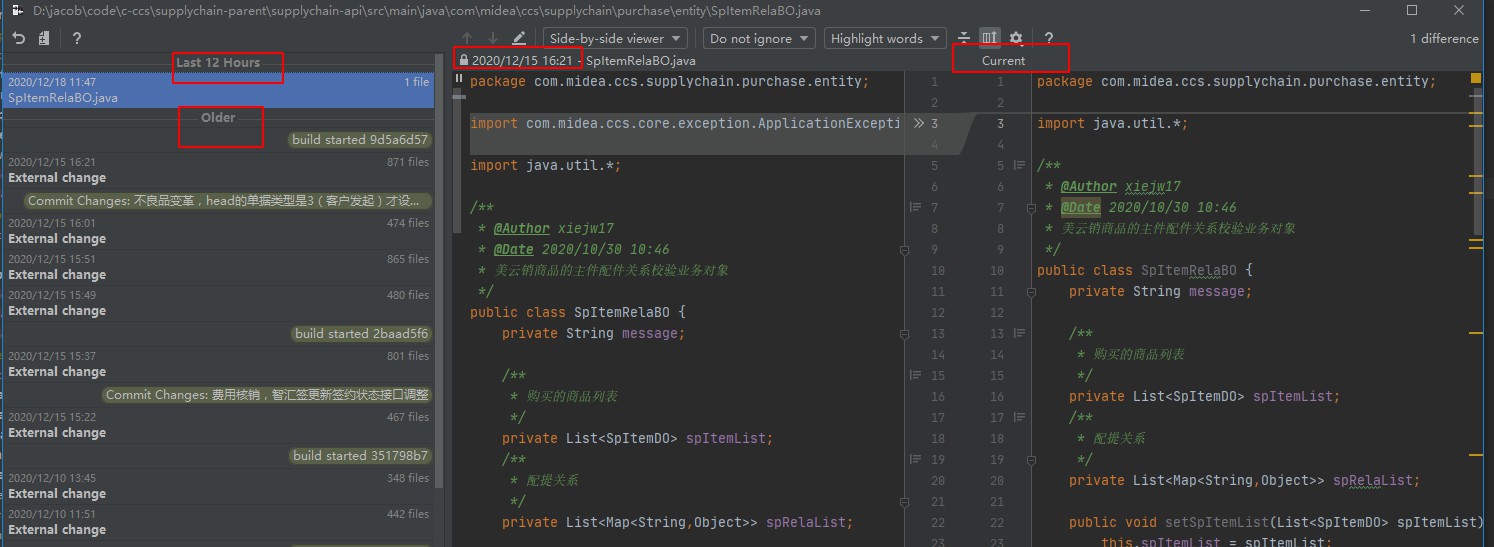 D:\jacob\code\c-ccs\supplychain-parent\supplychain-api\src\main\java\com\midea\ccs\supplychain\purchase\entity\SpItemRelaBO.java
?
Side-by-side viewer
Do not ignore
Highlight words
?
1 difference
Last 12 Hours
2020/12/18 11:47
1 file
SpItemRelaBO.java
Older
build started 9d5a6d57
2020/12/15 16:21
871 files
External change
Commit Changes: 不良品变革，head的单据类型是3（客户发起）才设...
2020/12/15 16:01
474 files
External change
2020/12/15 15:51
865 files
External change
2020/12/15 15:49
480 files
External change
build started 2baad5f6
2020/12/15 15:37
801 files
External change
Commit Changes: 费用核销，智汇签更新签约状态接口调整
2020/12/15 15:22
467 files
External change
build started 351798b7
2020/12/10 13:45
348 files
External change
2020/12/10 11:51
442 files
External change
2020/12/15 16:21 - SpItemRelaBO.java
package com.midea.ccs.supplychain.purchase.entity; 1
2
import com.midea.ccs.core.exception.ApplicationExcepti 3
4
import java.util.*; 5
6
/** 7
* @Author xiejw17 8
* @Date 2020/10/30 10:46 9
* 美云销商品的主件配件关系校验业务对象 10
*/ 11
public class SpItemRelaBO { 12
private String message; 13
14
/** 15
* 购买的商品列表 16
*/ 17
private List<SpItemDO> spItemList; 18
/** 19
* 配提关系 20
*/ 21
private List<Map<String,Object>> spRelaList; 22
23
Current
1 package com.midea.ccs.supplychain.purchase.entity;
2
3 import java.util.*;
4
5 /**
6 * @Author xiejw17
7 * @Date 2020/10/30 10:46
8 * 美云销商品的主件配件关系校验业务对象
9 */
10 public class SpItemRelaBO {
11 private String message;
12
13 /**
14 * 购买的商品列表
15 */
16 private List<SpItemDO> spItemList;
17 /**
18 * 配提关系
19 */
20 private List<Map<String,Object>> spRelaList;
21
22 public void setSpItemList(List<SpItemDO> spItemList)
23 this.spItemList = spItemList;